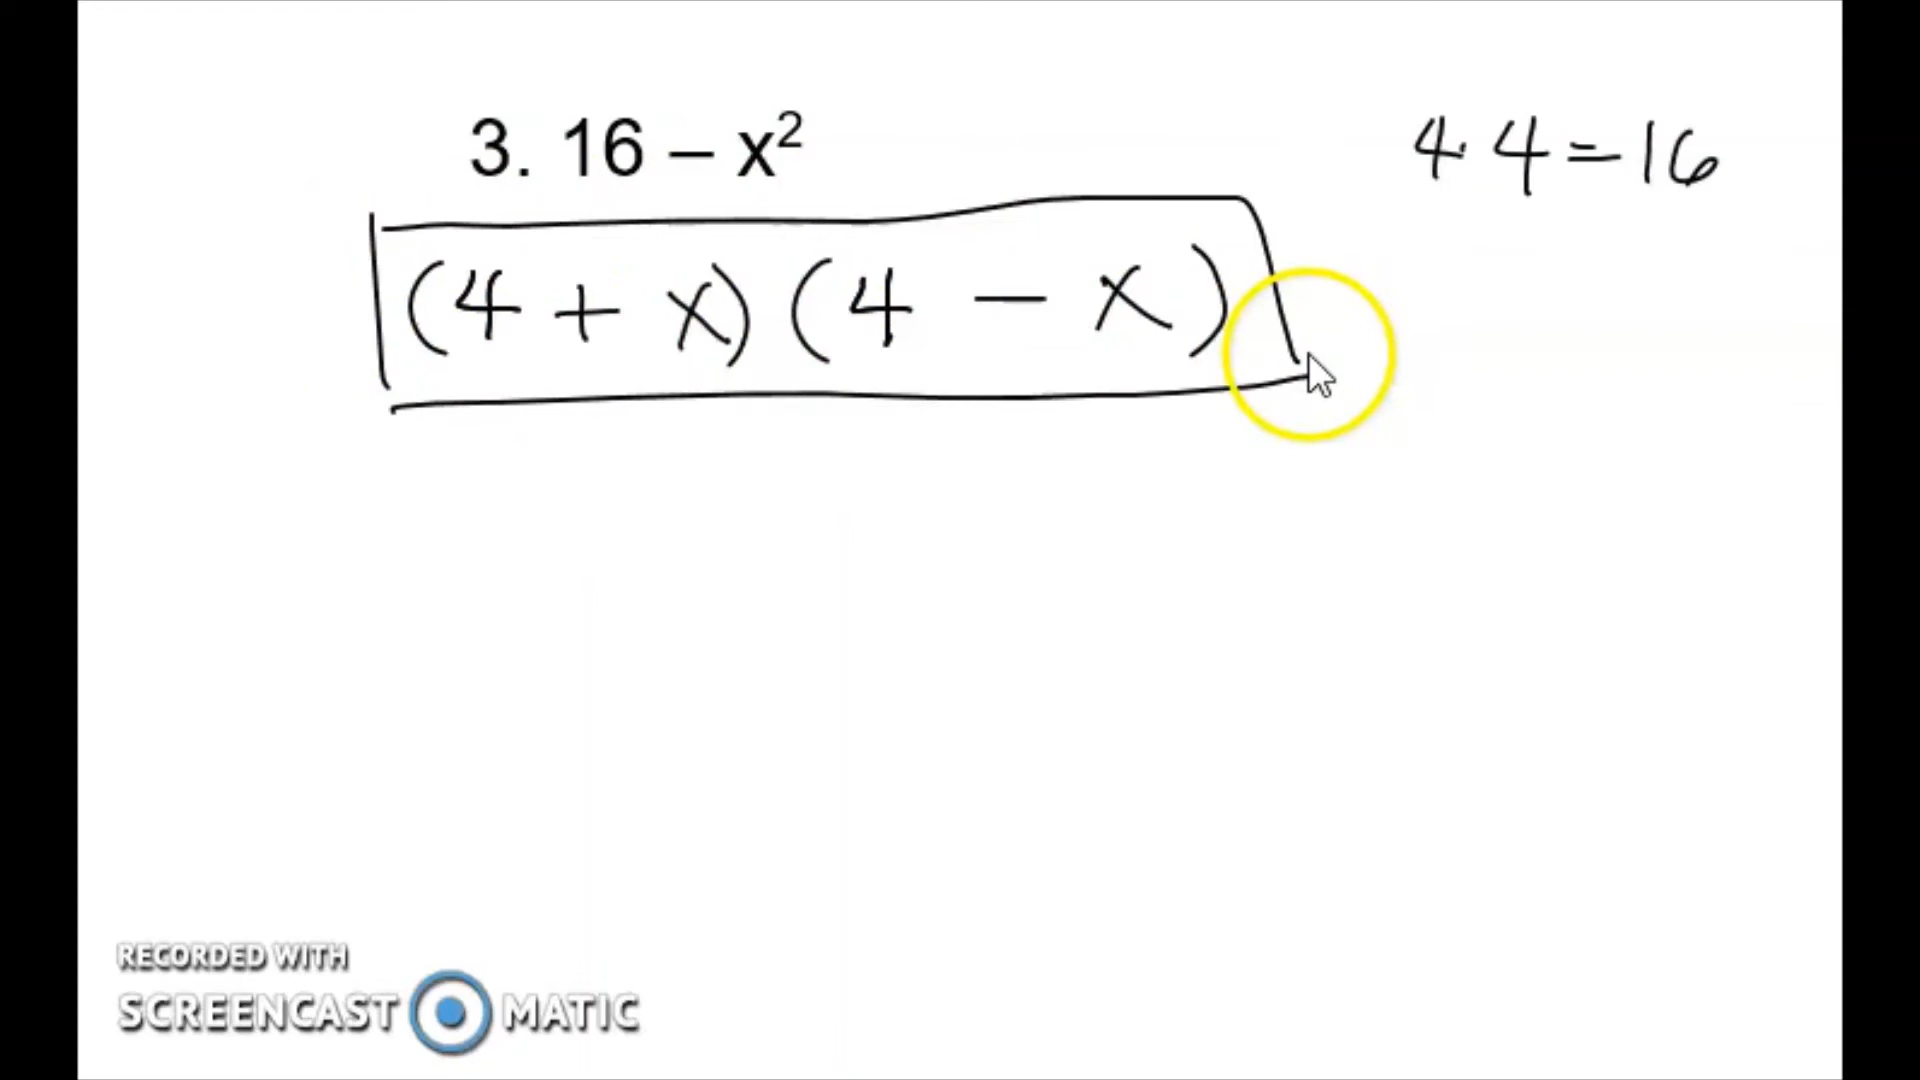 3. 16 – x²
4 · 4 = 16
(4 + x) (4 – x)
RECORDED WITH
SCREENCAST MATIC